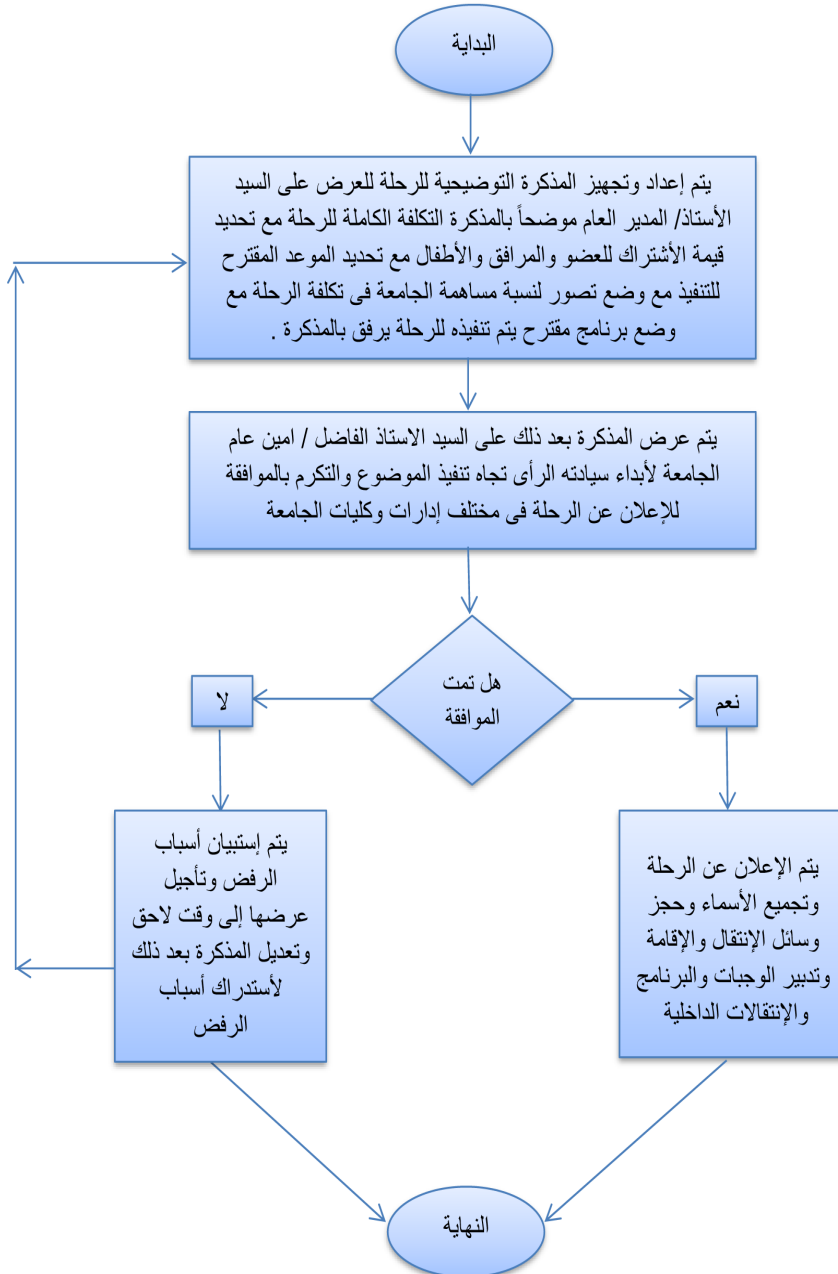 البداية
يتم إعداد وتجهيز المذكرة التوضيحية للرحلة للعرض على السيد
الأستاذ/ المدير العام موضحاً بالمذكرة التكلفة الكاملة للرحلة مع تحديد
قيمة الأشتراك للعضو والمرافق والأطفال مع تحديد الموعد المقترح
للتنفيذ مع وضع تصور لنسبة مساهمة الجامعة فى تكلفة الرحلة مع
وضع برنامج مقترح يتم تنفيذه للرحلة يرفق بالمذكرة .
يتم عرض المذكرة بعد ذلك على السيد الاستاذ الفاضل / امين عام
الجامعة لأبداء سيادته الرأى تجاه تنفيذ الموضوع والتكرم بالموافقة
للإعلان عن الرحلة فى مختلف إدارات وكليات الجامعة
هل تمت
الموافقة
نعم
لا
يتم الإعلان عن الرحلة
وتجميع الأسماء وحجز
وسائل الإنتقال والإقامة
وتدبير الوجبات والبرنامج
والإنتقالات الداخلية
يتم إستبيان أسباب
الرفض وتأجيل
عرضها إلى وقت لاحق
وتعديل المذكرة بعد ذلك
لأستدراك أسباب
الرفض
النهاية